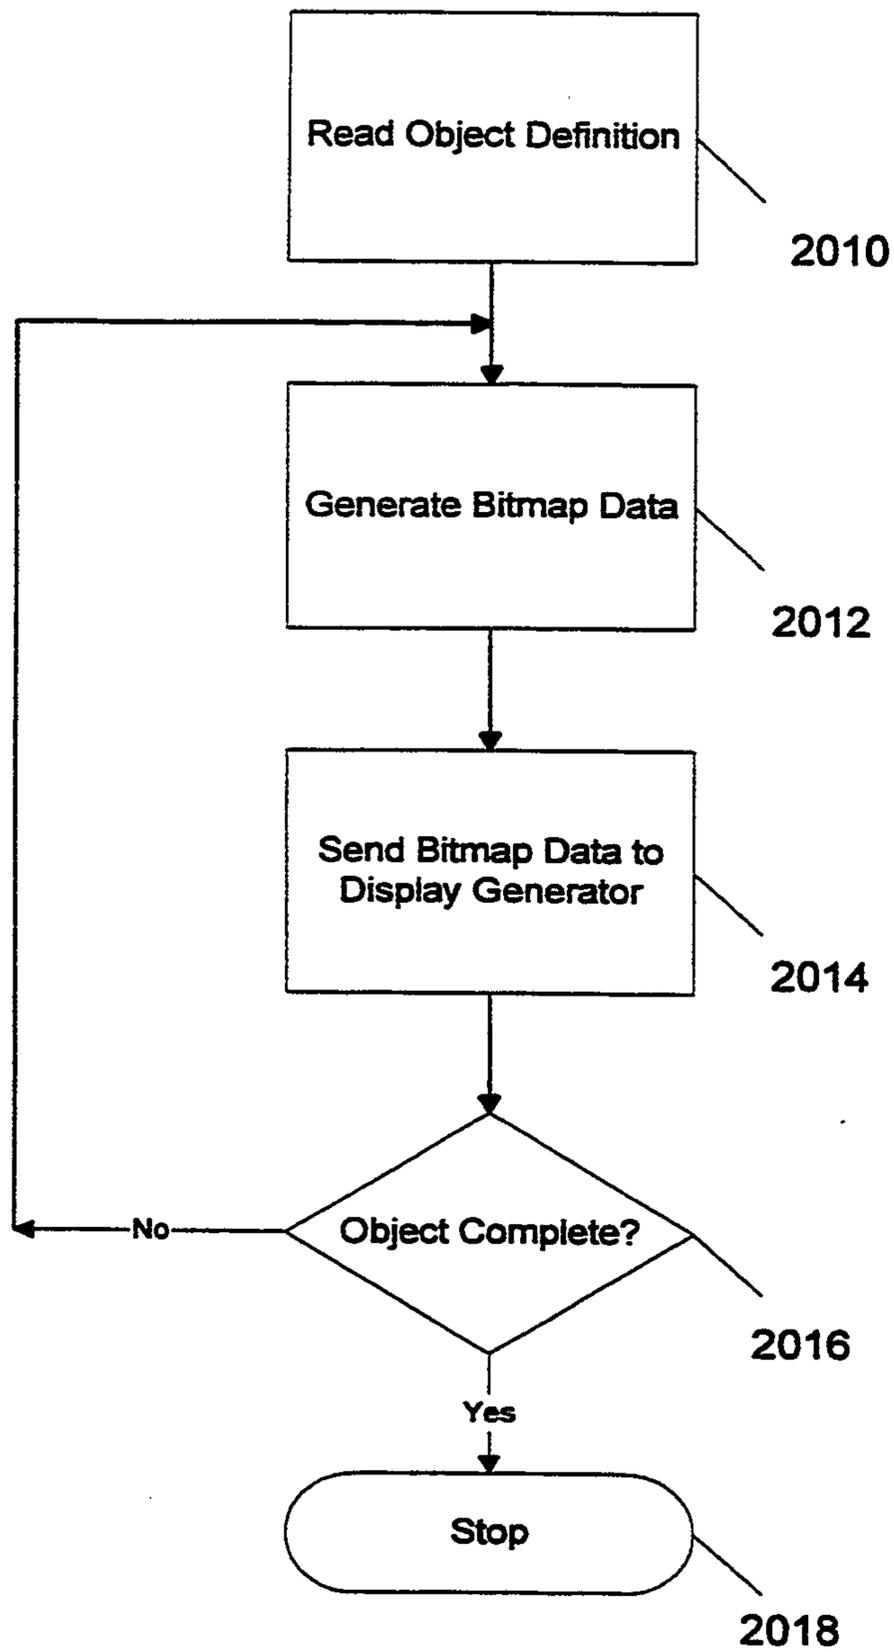 Read Object Definition
2010
Generate Bitmap Data
2012
Send Bitmap Data to
Display Generator
2014
No
Object Complete?
2016
Yes
Stop
2018